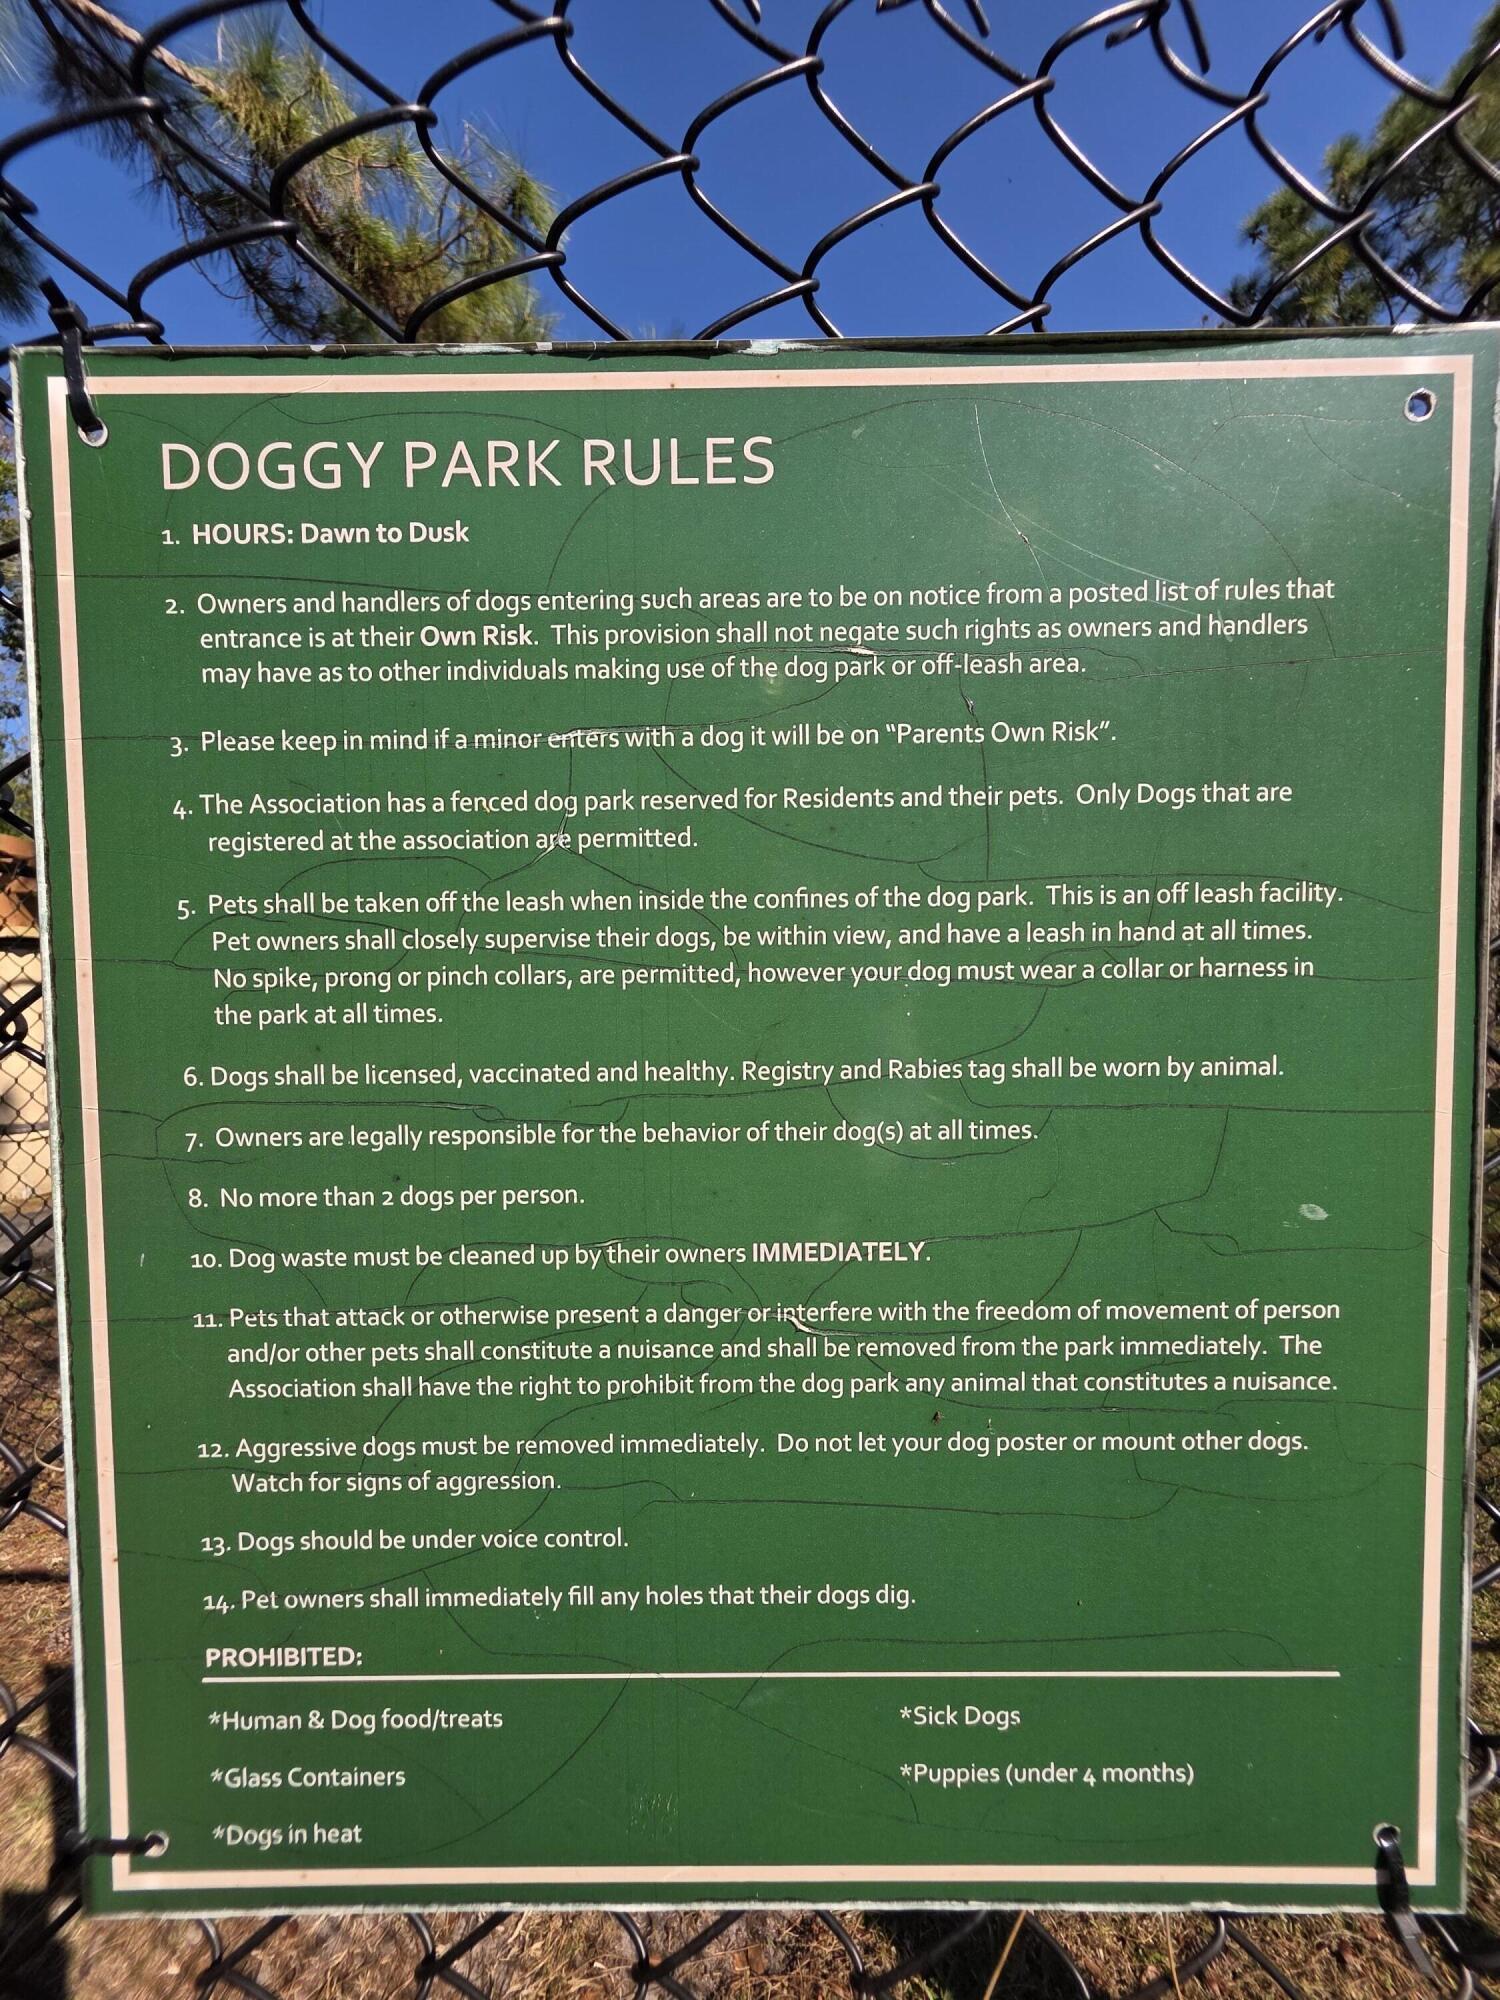 DOGGY PARK RULES
1. HOURS: Dawn to Dusk
2. Owners and handlers of dogs entering such areas are to be on notice from a posted list of rules that
entrance is at their Own Risk. This provision shall not negate such rights as owners and handlers
may have as to other individuals making use of the dog park or off-leash area.
3. Please keep in mind if a minor enters with a dog it will be on “Parents Own Risk”.
4. The Association has a fenced dog park reserved for Residents and their pets. Only Dogs that are
registered at the association are permitted.
5. Pets shall be taken off the leash when inside the confines of the dog park. This is an off leash facility.
Pet owners shall closely supervise their dogs, be within view, and have a leash in hand at all times.
No spike, prong or pinch collars, are permitted, however your dog must wear a collar or harness in
the park at all times.
6. Dogs shall be licensed, vaccinated and healthy. Registry and Rabies tag shall be worn by animal.
7. Owners are legally responsible for the behavior of their dog(s) at all times.
8. No more than 2 dogs per person.
10. Dog waste must be cleaned up by their owners IMMEDIATELY.
11. Pets that attack or otherwise present a danger or interfere with the freedom of movement of person
and/or other pets shall constitute a nuisance and shall be removed from the park immediately. The
Association shall have the right to prohibit from the dog park any animal that constitutes a nuisance.
12. Aggressive dogs must be removed immediately. Do not let your dog poster or mount other dogs.
Watch for signs of aggression.
13. Dogs should be under voice control.
14. Pet owners shall immediately fill any holes that their dogs dig.
PROHIBITED:
*Human & Dog food/treats
*Sick Dogs
*Glass Containers
*Puppies (under 4 months)
*Dogs in heat